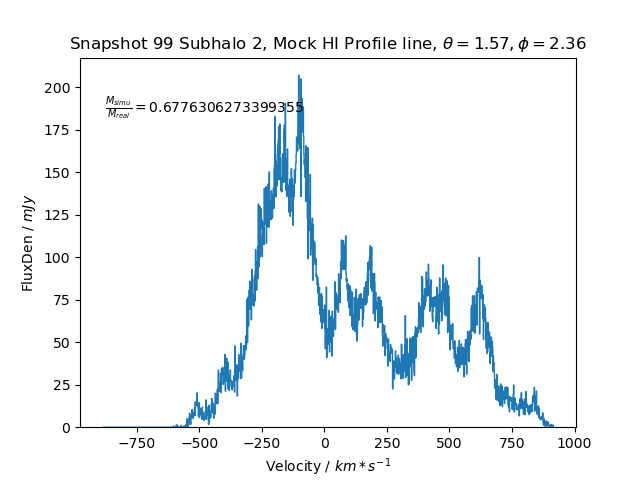 Snapshot 99 Subhalo 2, Mock HI Profile line, θ = 1.57, ϕ = 2.36
M_simu/M_real = 0.6776306273399355
FluxDen / mJy
200
175
150
125
100
75
50
25
0
−750 −500 −250 0 250 500 750 1000
Velocity / km * s⁻¹